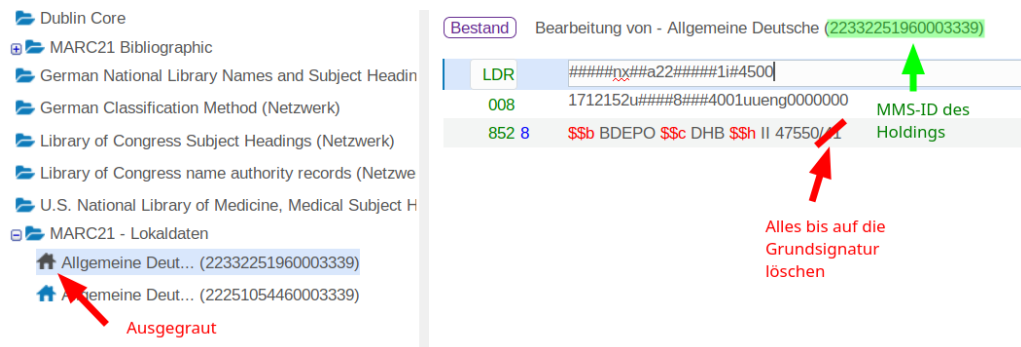 Dublin Core
MARC21 Bibliographic
German National Library Names and Subject Headin
German Classification Method (Netzwerk)
Library of Congress Subject Headings (Netzwerk)
Library of Congress name authority records (Netzwe
U.S. National Library of Medicine, Medical Subject H
MARC21 - Lokaldaten
Allgemeine Deut... (22332251960003339)
Allgemeine Deut... (22251054460003339)
Ausgegraut
Bestand Bearbeitung von - Allgemeine Deutsche (22332251960003339)
LDR #####nx##a22#####1i#4500
008 1712152u####8###4001uueng0000000
852 8 $$b BDEPO $$c DHB $$h II 47550/41
MMS-ID des
Holdings
Alles bis auf die
Grundsignatur
löschen